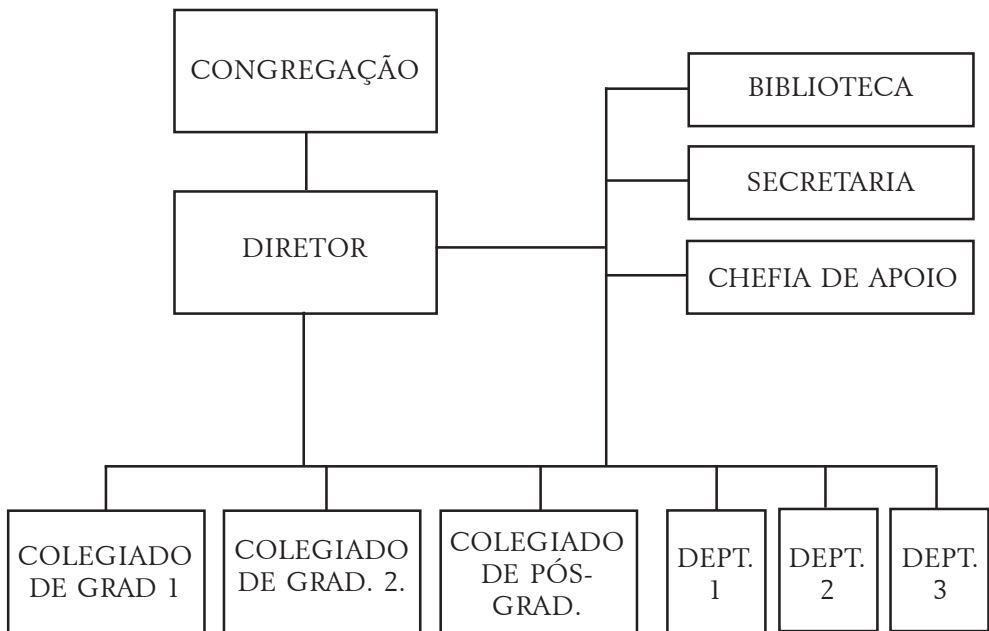 CONGREGAÇÃO
BIBLIOTECA
SECRETARIA
DIRETOR
CHEFIA DE APOIO
COLEGIADO
DE GRAD 1
COLEGIADO
DE GRAD. 2.
COLEGIADO
DE PÓS-
GRAD.
DEPT.
1
DEPT.
2
DEPT.
3